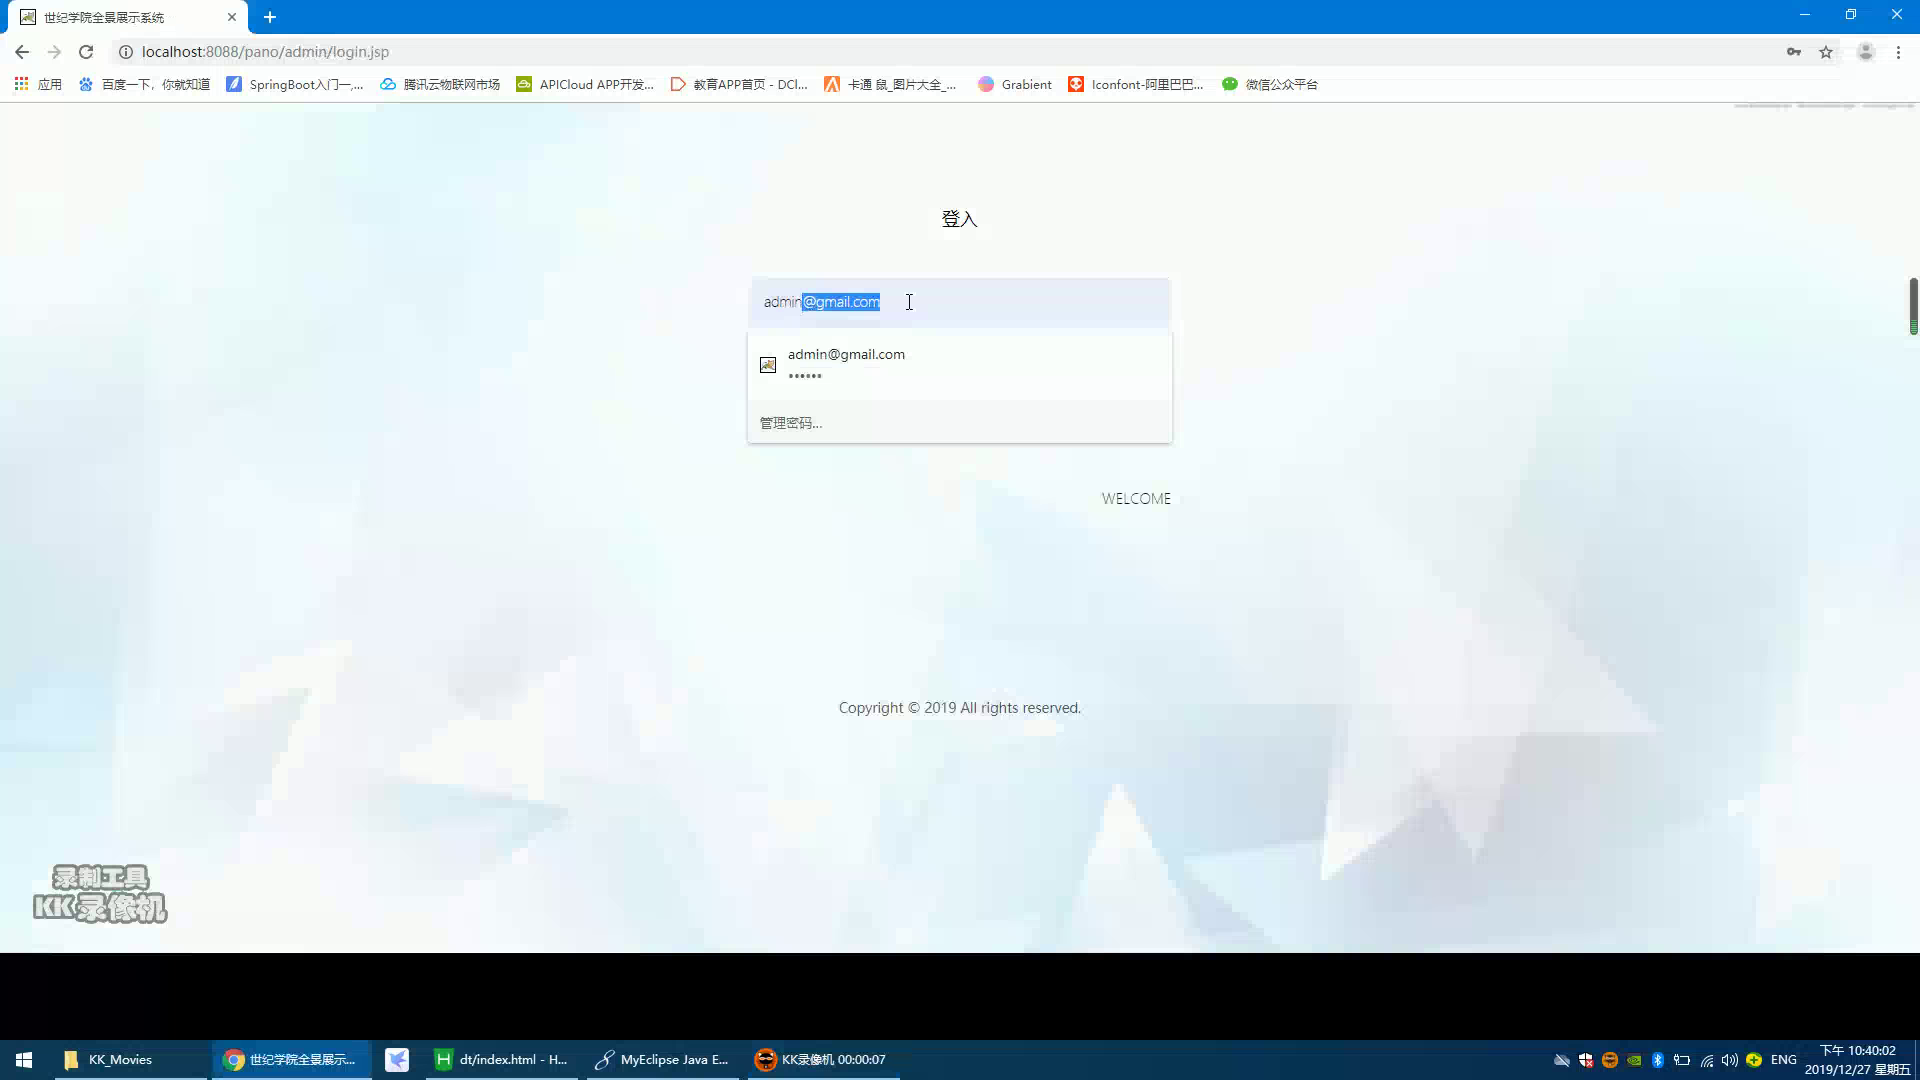 世纪学院全景展示系统
localhost:8088/pano/admin/login.jsp
应用 百度一下，你就知道 SpringBoot入门一,... 腾讯云物联网市场 APICloud APP开发... 教育APP首页 - DCl... 卡通 鼠_图片大全_... Grabient Iconfont-阿里巴巴... 微信公众平台
登入
admin@gmail.com
admin@gmail.com
••••••
管理密码...
WELCOME
Copyright © 2019 All rights reserved.
录制工具
KK录像机
KK_Movies 世纪学院全景展示... dt/index.html - H... MyEclipse Java E... KK录像机 00:00:07 ENG
下午 10:40:02
2019/12/27 星期五